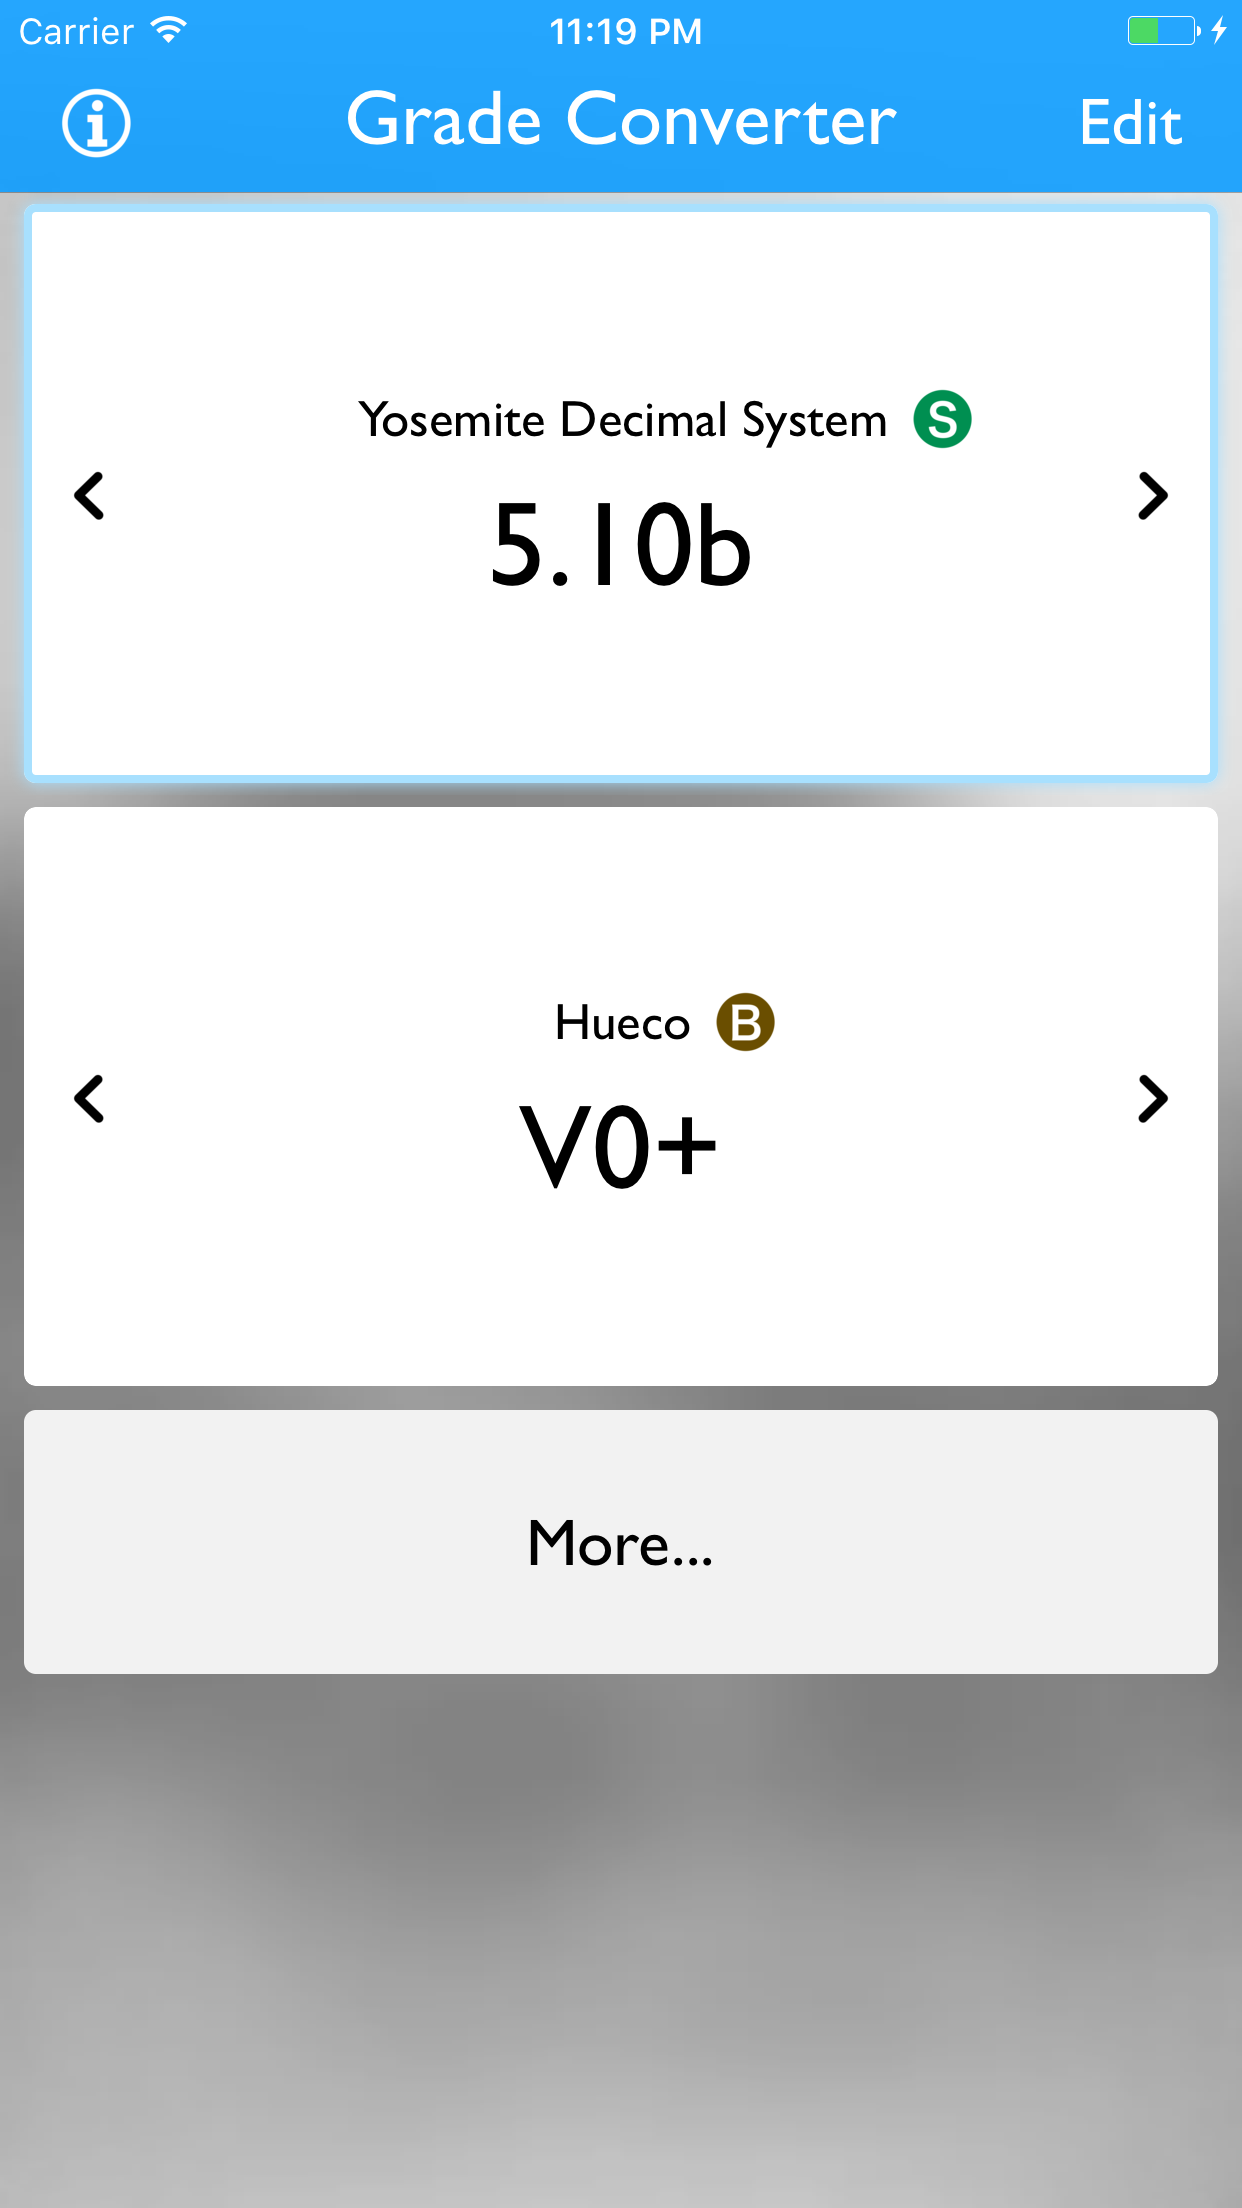 Carrier
11:19 PM
Grade Converter
Edit
Yosemite Decimal System S
5.10b
Hueco B
V0+
More...